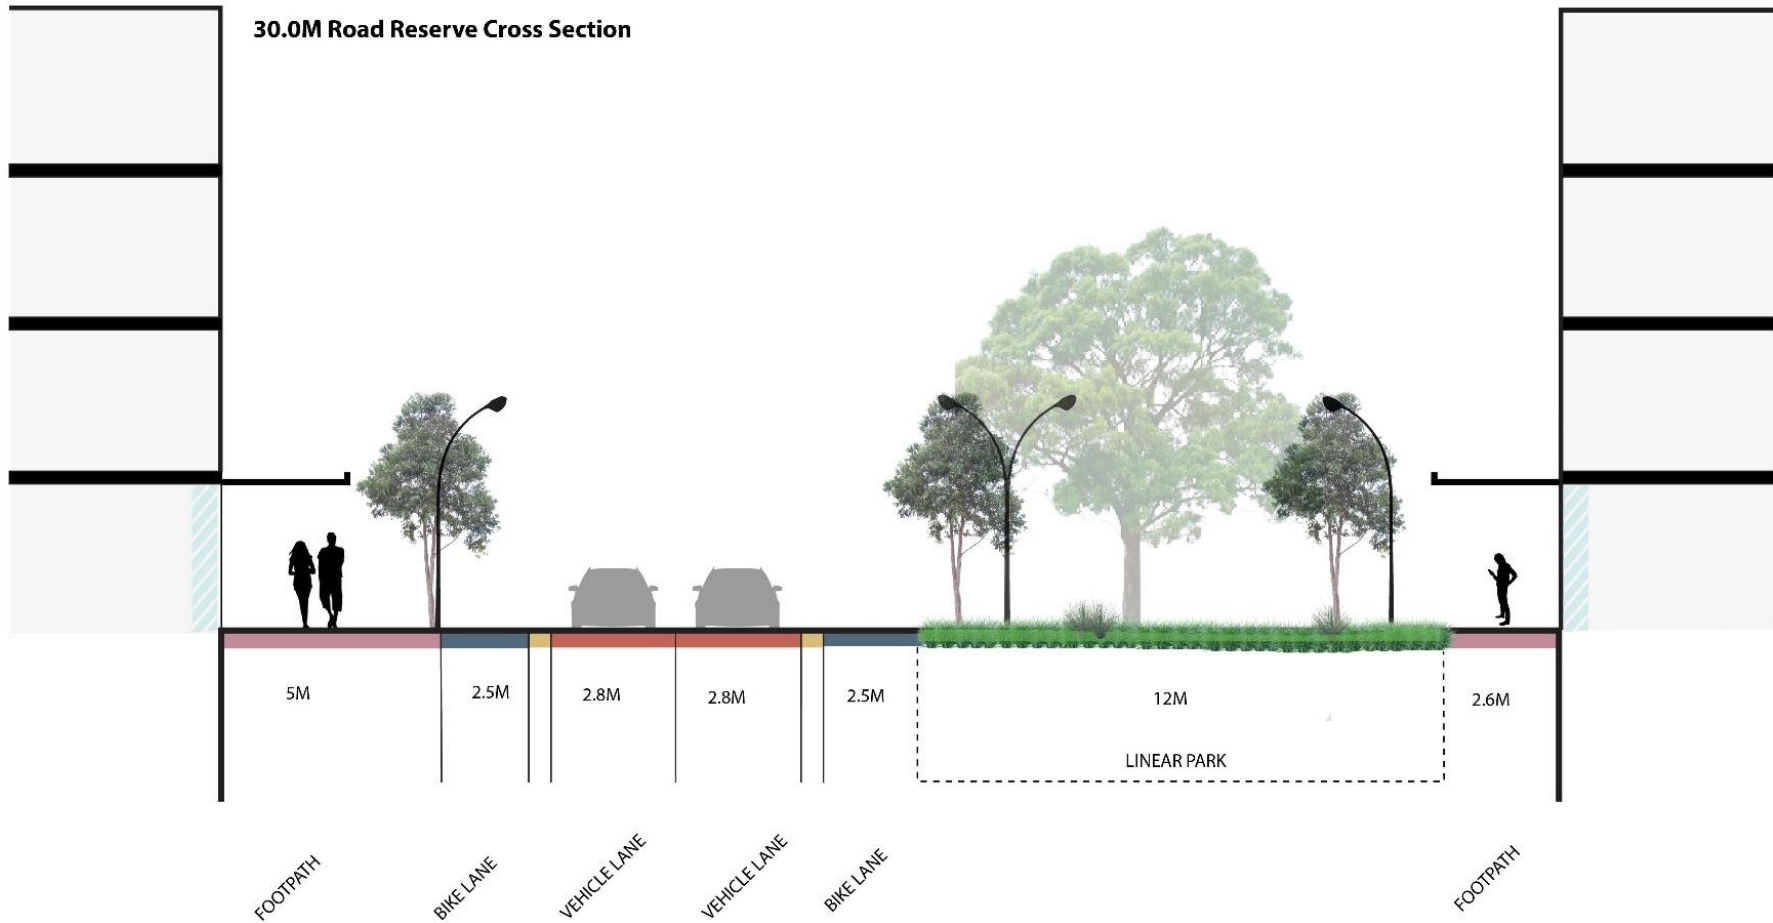 30.0M Road Reserve Cross Section
5M
2.5M
2.8M
2.8M
2.5M
12M
2.6M
LINEAR PARK
FOOTPATH
BIKE LANE
VEHICLE LANE
VEHICLE LANE
BIKE LANE
FOOTPATH